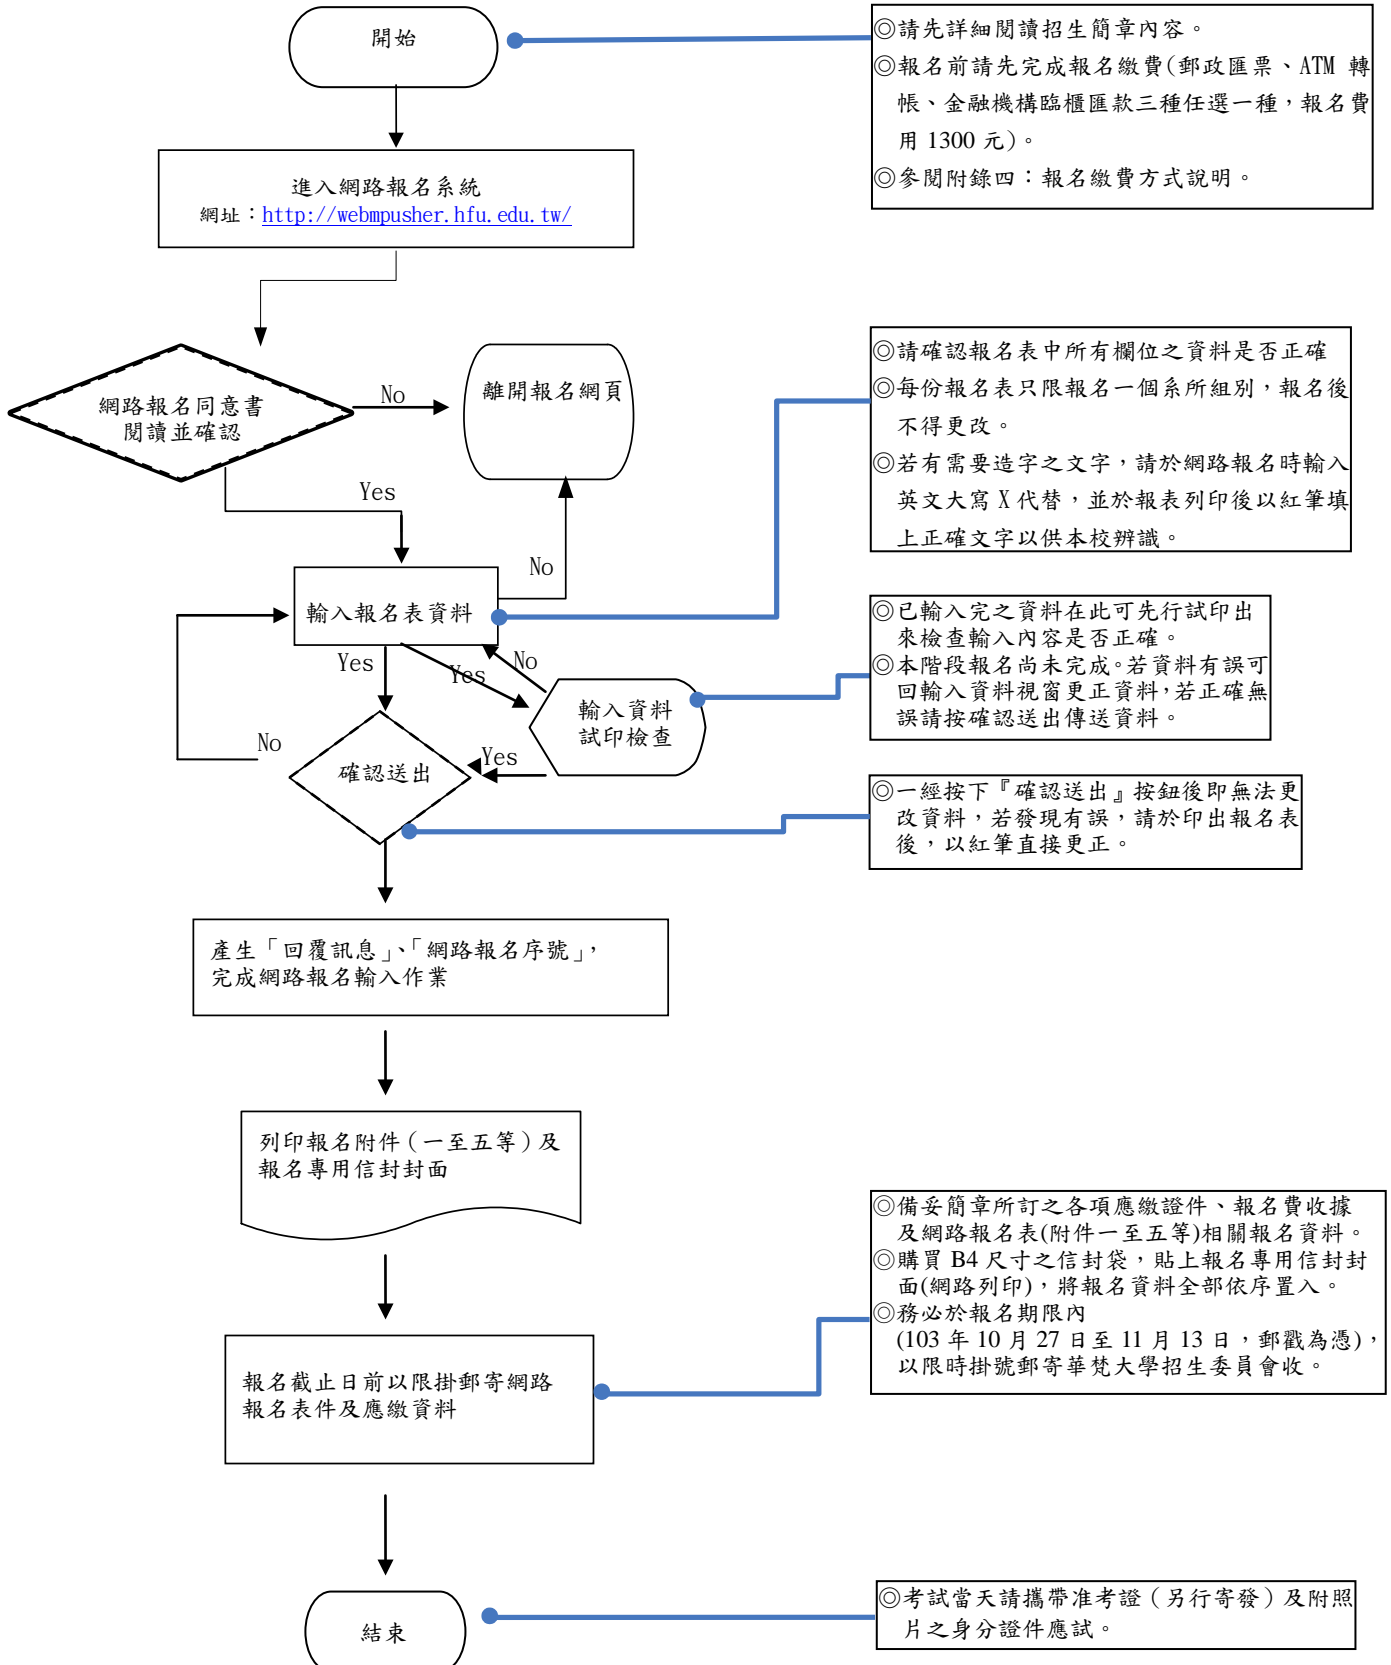 開始
◎請先詳細閱讀招生簡章內容。
◎報名前請先完成報名繳費(郵政匯票、ATM 轉
帳、金融機構臨櫃匯款三種任選一種，報名費
用 1300 元)。
◎參閱附錄四：報名繳費方式說明。
進入網路報名系統
網址：http://webmpusher.hfu.edu.tw/
網路報名同意書
閱讀並確認
No
離開報名網頁
Yes
No
◎請確認報名表中所有欄位之資料是否正確
◎每份報名表只限報名一個系所組別，報名後
不得更改。
◎若有需要造字之文字，請於網路報名時輸入
英文大寫 X 代替，並於報表列印後以紅筆填
上正確文字以供本校辨識。
輸入報名表資料
Yes
Yes
No
◎已輸入完之資料在此可先行試印出
來檢查輸入內容是否正確。
◎本階段報名尚未完成。若資料有誤可
回輸入資料視窗更正資料，若正確無
誤請按確認送出傳送資料。
輸入資料
試印檢查
No
Yes
確認送出
◎一經按下『確認送出』按鈕後即無法更
改資料，若發現有誤，請於印出報名表
後，以紅筆直接更正。
產生「回覆訊息」、「網路報名序號」，
完成網路報名輸入作業
列印報名附件（一至五等）及
報名專用信封封面
◎備妥簡章所訂之各項應繳證件、報名費收據
及網路報名表(附件一至五等)相關報名資料。
◎購買 B4 尺寸之信封袋，貼上報名專用信封封
面(網路列印)，將報名資料全部依序置入。
◎務必於報名期限內
(103 年 10 月 27 日至 11 月 13 日，郵戳為憑)，
以限時掛號郵寄華梵大學招生委員會收。
報名截止日前以限掛郵寄網路
報名表件及應繳資料
結束
◎考試當天請攜帶准考證（另行寄發）及附照
片之身分證件應試。